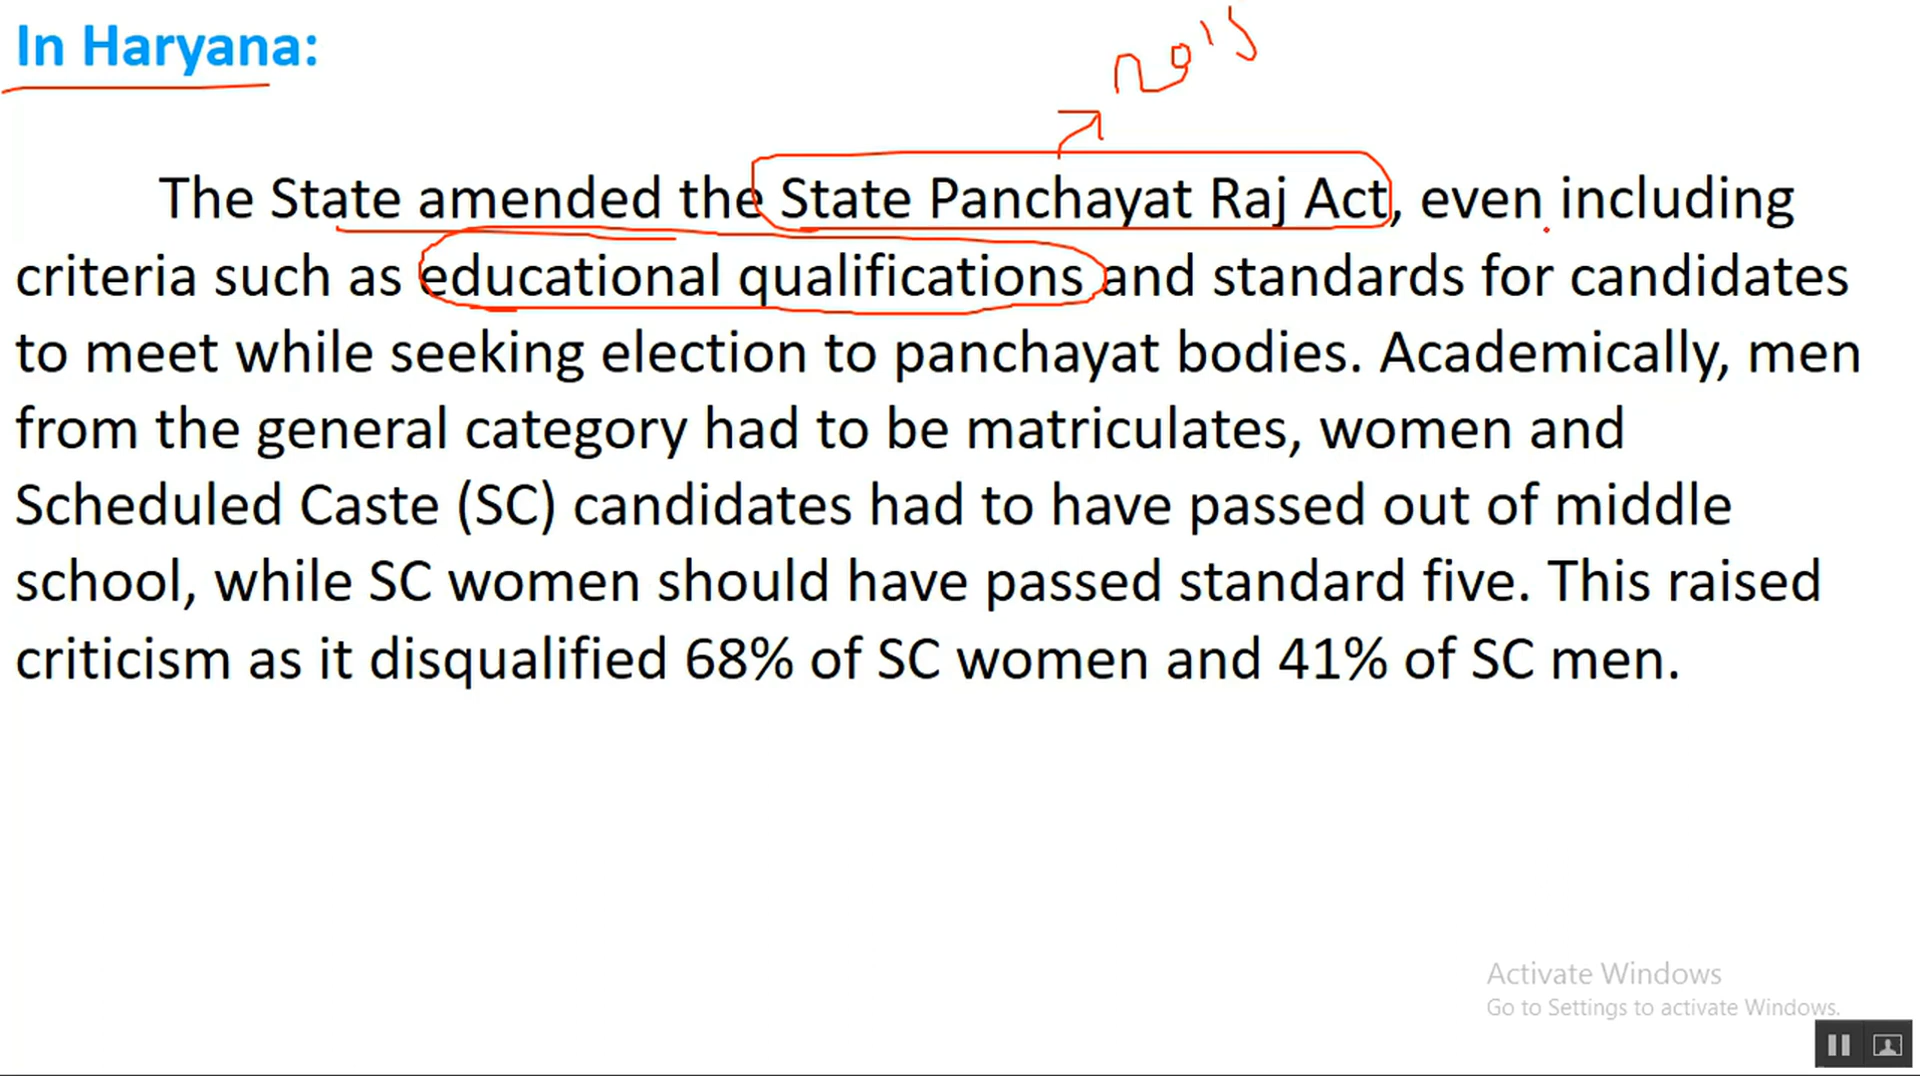 In Haryana:
2015
The State amended the State Panchayat Raj Act, even including
criteria such as educational qualifications and standards for candidates
to meet while seeking election to panchayat bodies. Academically, men
from the general category had to be matriculates, women and
Scheduled Caste (SC) candidates had to have passed out of middle
school, while SC women should have passed standard five. This raised
criticism as it disqualified 68% of SC women and 41% of SC men.
Activate Windows
Go to Settings to activate Windows.